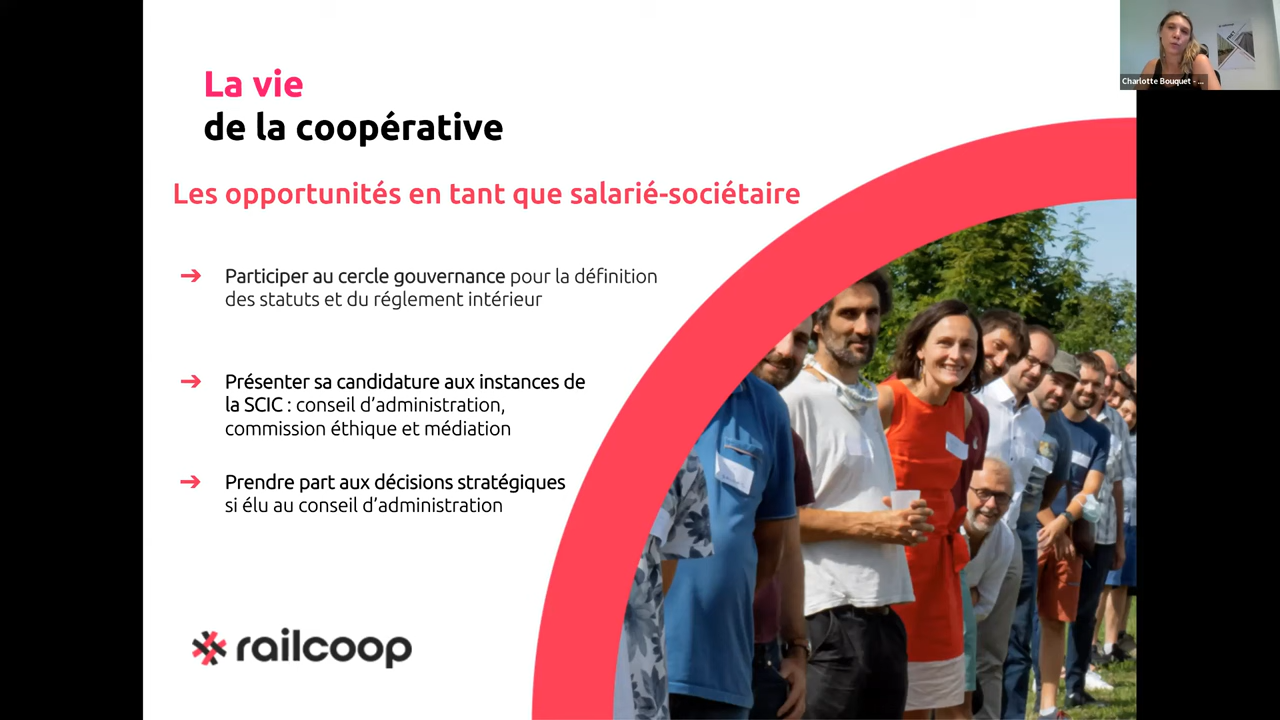 La vie
de la coopérative
Les opportunités en tant que salarié-sociétaire
➔ Participer au cercle gouvernance pour la définition
des statuts et du réglement intérieur
➔ Présenter sa candidature aux instances de
la SCIC : conseil d’administration,
commission éthique et médiation
➔ Prendre part aux décisions stratégiques
si élu au conseil d’administration
railcoop
Charlotte Bouquet - ...